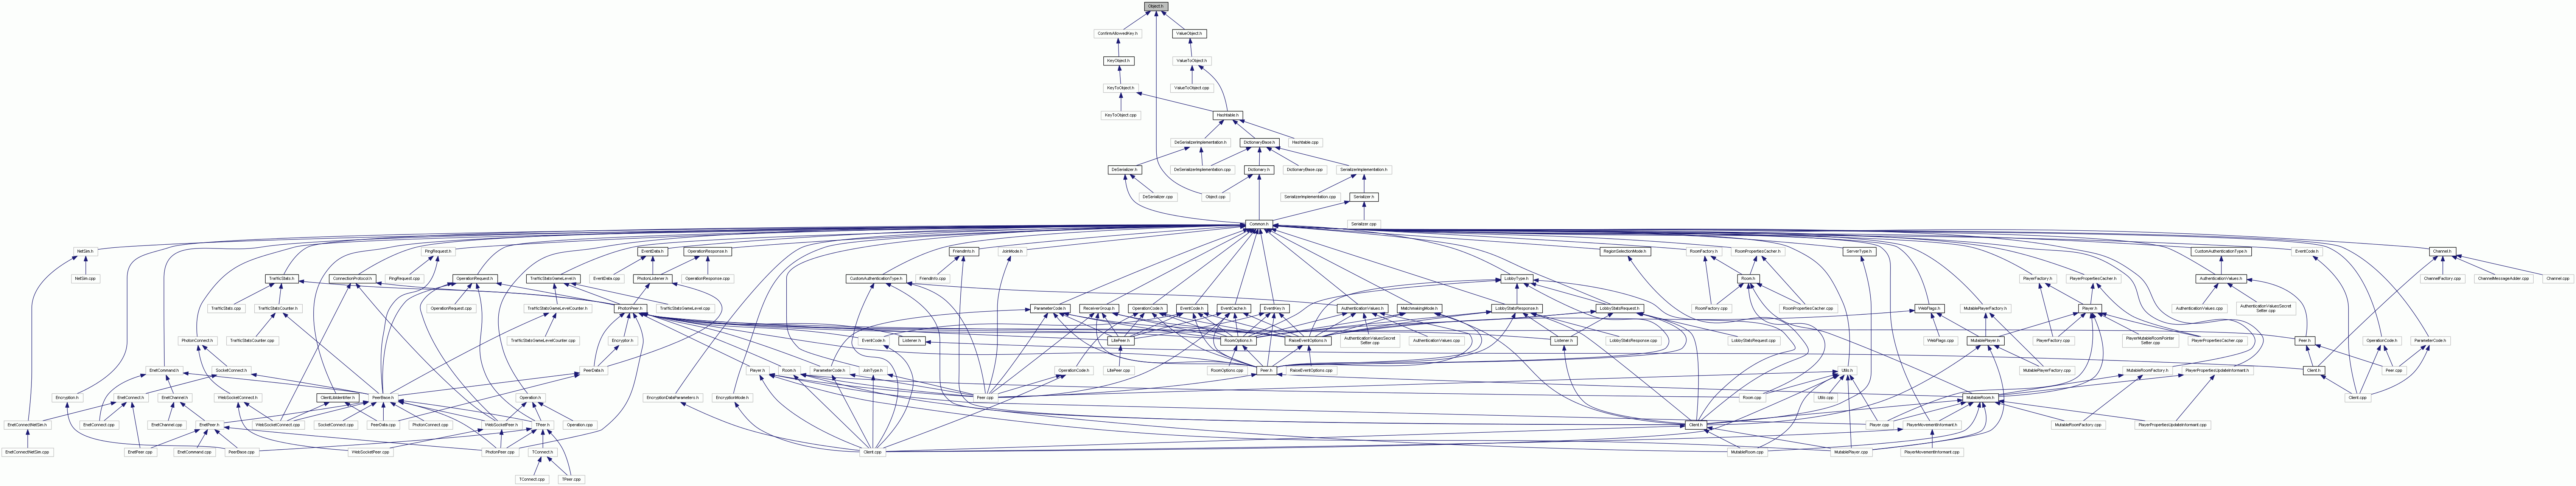 Object.h
ConfirmAllowedKey.h
ValueObject.h
KeyObject.h
ValueToObject.h
KeyToObject.h
ValueToObject.cpp
KeyToObject.cpp
Hashtable.h
DeSerializerImplementation.h
DictionaryBase.h
Hashtable.cpp
DeSerializer.h
DeSerializerImplementation.cpp
Dictionary.h
DictionaryBase.cpp
SerializerImplementation.h
DeSerializer.cpp
Object.cpp
SerializerImplementation.cpp
Serializer.h
Common.h
Serializer.cpp
NetSim.h
PingRequest.h
EventData.h
OperationResponse.h
FriendInfo.h
JoinMode.h
RegionSelectionMode.h
RoomFactory.h
RoomPropertiesCacher.h
ServerType.h
CustomAuthenticationType.h
EventCode.h
Channel.h
NetSim.cpp
TrafficStats.h
ConnectionProtocol.h
PingRequest.cpp
OperationRequest.h
TrafficStatsGameLevel.h
EventData.cpp
PhotonListener.h
OperationResponse.cpp
CustomAuthenticationType.h
FriendInfo.cpp
LobbyType.h
Room.h
PlayerFactory.h
PlayerPropertiesCacher.h
AuthenticationValues.h
ChannelFactory.cpp
ChannelMessageAdder.cpp
Channel.cpp
TrafficStats.cpp
TrafficStatsCounter.h
OperationRequest.cpp
TrafficStatsGameLevelCounter.h
PhotonPeer.h
TrafficStatsGameLevel.cpp
ParameterCode.h
ReceiverGroup.h
OperationCode.h
EventCode.h
EventCache.h
EventKey.h
AuthenticationValues.h
MatchmakingMode.h
LobbyStatsResponse.h
LobbyStatsRequest.h
RoomFactory.cpp
RoomPropertiesCacher.cpp
WebFlags.h
MutablePlayerFactory.h
Player.h
AuthenticationValues.cpp
AuthenticationValuesSecret
Setter.cpp
PhotonConnect.h
TrafficStatsCounter.cpp
TrafficStatsGameLevelCounter.cpp
Encryptor.h
EventCode.h
Listener.h
LitePeer.h
RoomOptions.h
RaiseEventOptions.h
AuthenticationValuesSecret
Setter.cpp
AuthenticationValues.cpp
Listener.h
LobbyStatsResponse.cpp
LobbyStatsRequest.cpp
WebFlags.cpp
MutablePlayer.h
PlayerFactory.cpp
PlayerMutableRoomPointer
Setter.cpp
PlayerPropertiesCacher.cpp
Peer.h
OperationCode.h
ParameterCode.h
EnetCommand.h
SocketConnect.h
PeerData.h
Player.h
Room.h
ParameterCode.h
JoinType.h
OperationCode.h
LitePeer.cpp
RoomOptions.cpp
Peer.h
RaiseEventOptions.cpp
Utils.h
MutablePlayerFactory.cpp
MutableRoomFactory.h
PlayerPropertiesUpdateInformant.h
Client.h
Peer.cpp
Encryption.h
EnetConnect.h
EnetChannel.h
WebSocketConnect.h
ClientListIdentifier.h
PeerBase.h
Operation.h
EncryptionDataParameters.h
EncryptionMode.h
Peer.cpp
Room.cpp
Utils.cpp
MutableRoom.h
Client.cpp
EnetConnectNetSim.h
EnetConnect.cpp
EnetChannel.cpp
EnetPeer.h
WebSocketConnect.cpp
SocketConnect.cpp
PeerData.cpp
PhotonConnect.cpp
WebSocketPeer.h
TPeer.h
Operation.cpp
Client.h
Player.cpp
PlayerMovementInformant.h
MutableRoomFactory.cpp
PlayerPropertiesUpdateInformant.cpp
EnetConnectNetSim.cpp
EnetPeer.cpp
EnetCommand.cpp
PeerBase.cpp
WebSocketPeer.cpp
PhotonPeer.cpp
TConnect.h
Client.cpp
MutableRoom.cpp
MutablePlayer.cpp
PlayerMovementInformant.cpp
TConnect.cpp
TPeer.cpp